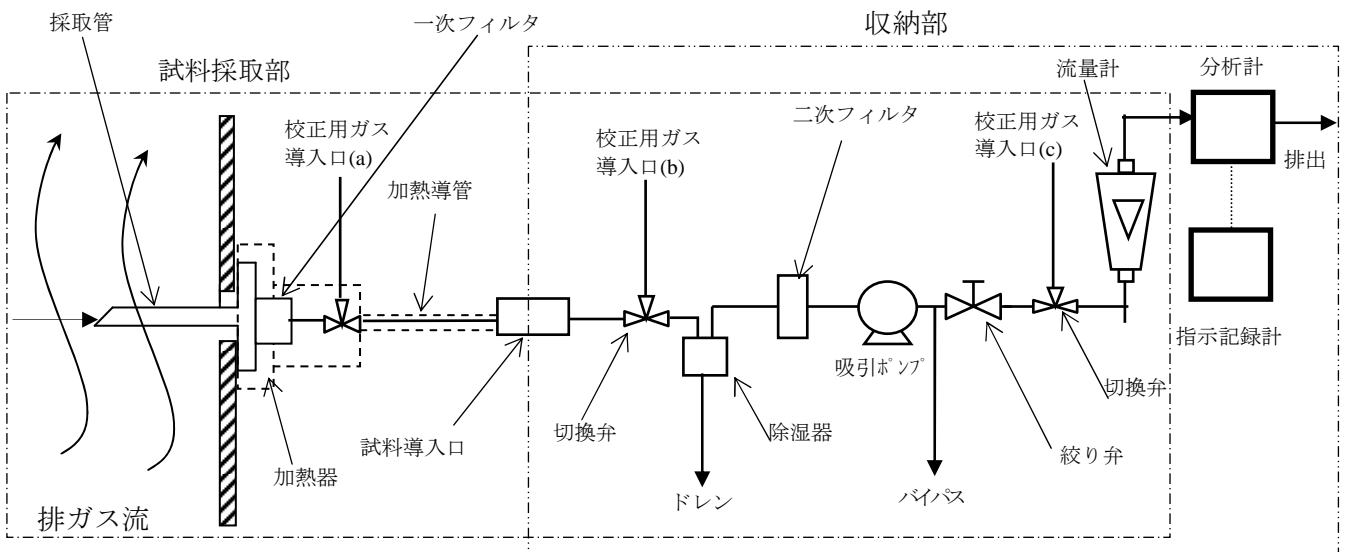 採取管
一次フィルタ
収納部
試料採取部
流量計
分析計
校正用ガス
導入口(a)
校正用ガス
導入口(b)
二次フィルタ
校正用ガス
導入口(c)
加熱導管
排出
吸引ポンプ
指示記録計
切換弁
試料導入口
切換弁
除湿器
絞り弁
加熱器
ドレン
バイパス
排ガス流